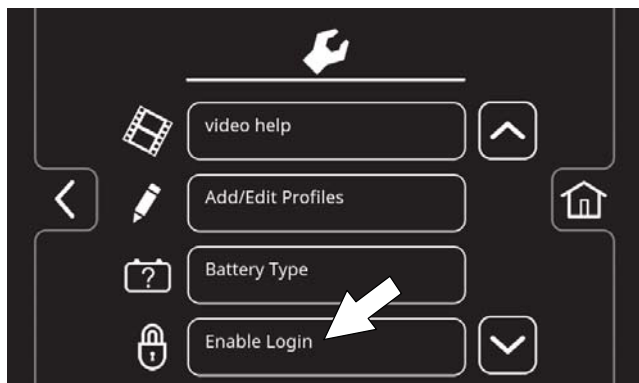 video help
Add/Edit Profiles
?
Battery Type
Enable Login